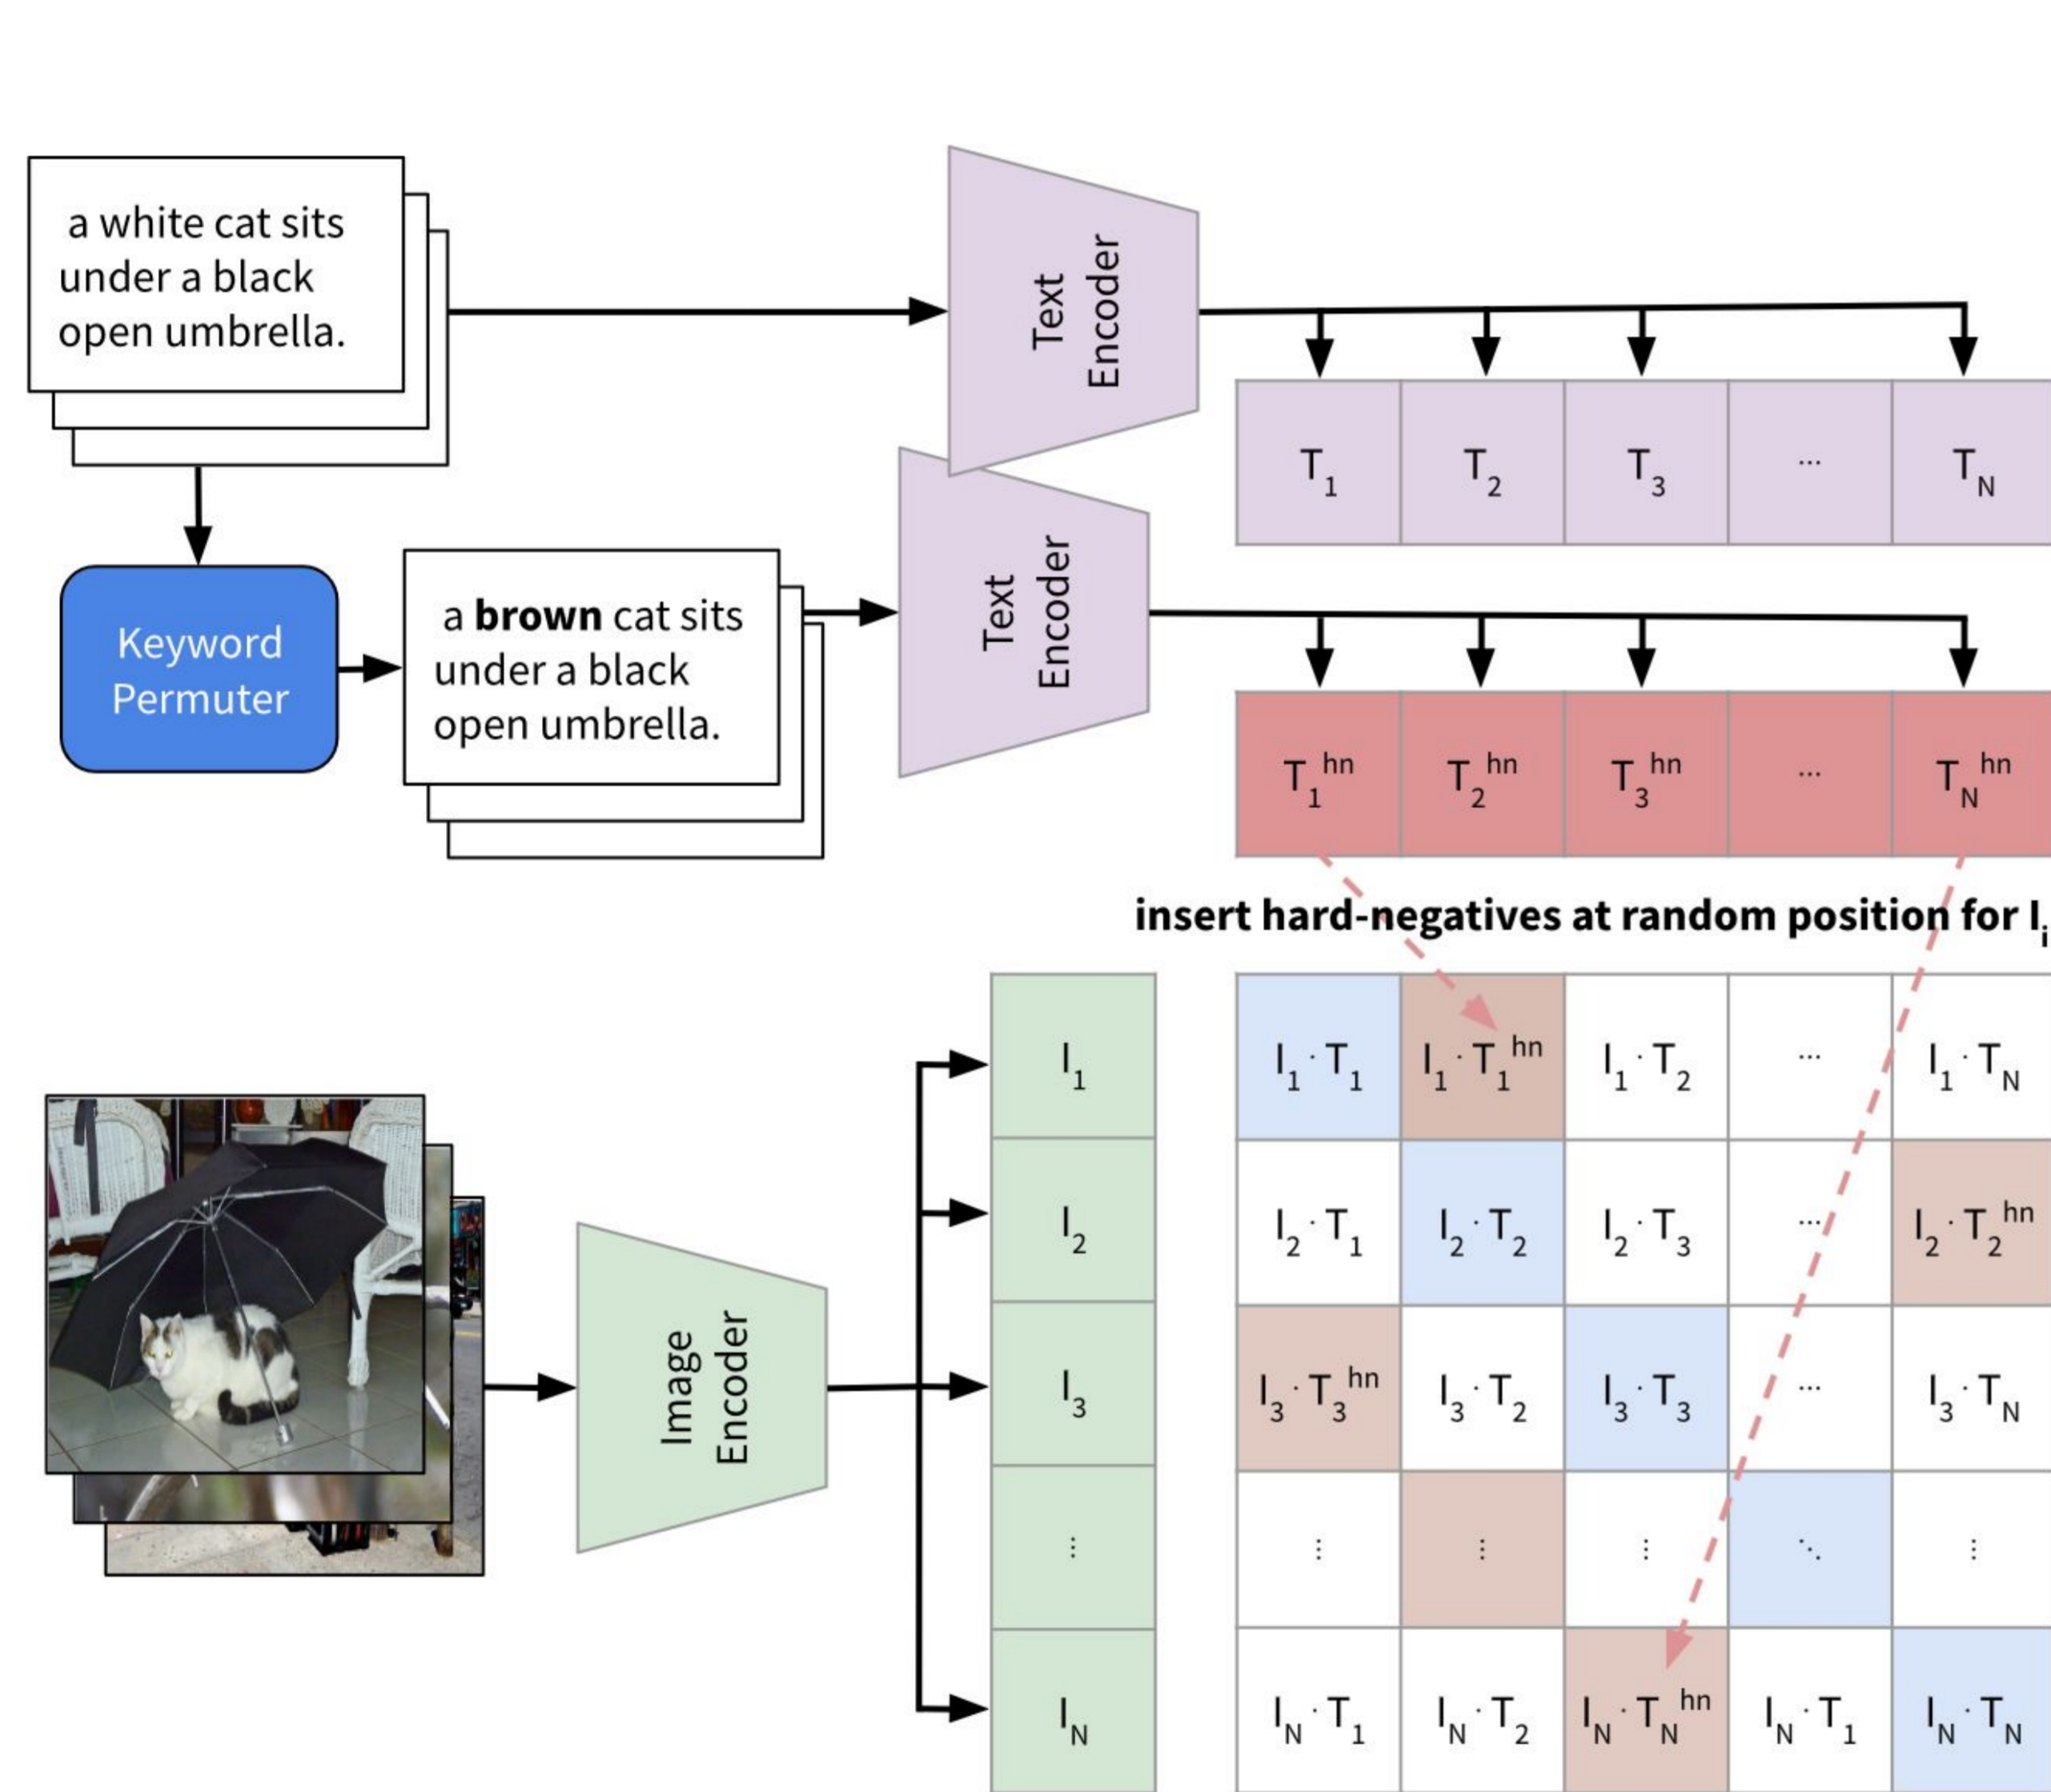 a white cat sits
under a black
open umbrella.
Text
Encoder
T1 T2 T3 ... TN
Keyword
Permuter
a brown cat sits
under a black
open umbrella.
Text
Encoder
T1hn T2hn T3hn ... TNhn
insert hard-negatives at random position for Ii
Image
Encoder
I1
I2
I3
⋮
IN
I1 · T1 I1 · T1hn I1 · T2 ... I1 · TN
I2 · T1 I2 · T2 I2 · T3 ... I2 · T2hn
I3 · T3hn I3 · T2 I3 · T3 ... I3 · TN
⋮ ⋮ ⋮ ⋱ ⋮
IN · T1 IN · T2 IN · TNhn IN · T1 IN · TN